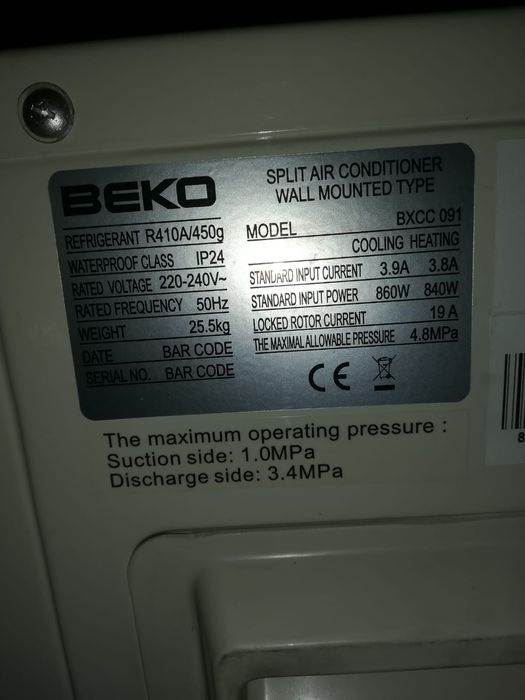 BEKO
REFRIGERANT R410A/450g
WATERPROOF CLASS IP24
RATED VOLTAGE 220-240V~
RATED FREQUENCY 50Hz
WEIGHT 25.5kg
DATE BAR CODE
SERIAL NO. BAR CODE
SPLIT AIR CONDITIONER
WALL MOUNTED TYPE
MODEL BXCC 091
COOLING HEATING
STANDARD INPUT CURRENT 3.9A 3.8A
STANDARD INPUT POWER 860W 840W
LOCKED ROTOR CURRENT 19 A
THE MAXIMAL ALLOWABLE PRESSURE 4.8MPa
CE
The maximum operating pressure :
Suction side: 1.0MPa
Discharge side: 3.4MPa
8